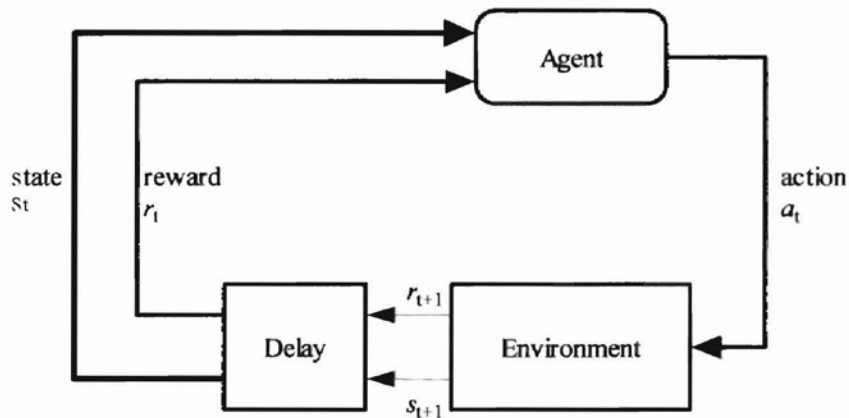 Agent
state
st
reward
rt
action
at
rt+1
Delay
Environment
st+1